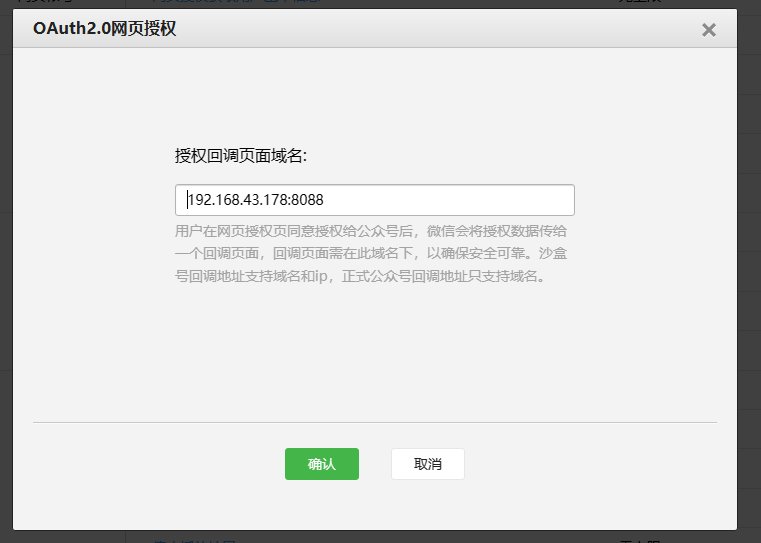 OAuth2.0网页授权
授权回调页面域名:
192.168.43.178:8088
用户在网页授权页同意授权给公众号后，微信会将授权数据传给
一个回调页面，回调页面需在此域名下，以确保安全可靠。沙盒
号回调地址支持域名和ip，正式公众号回调地址只支持域名。
确认
取消